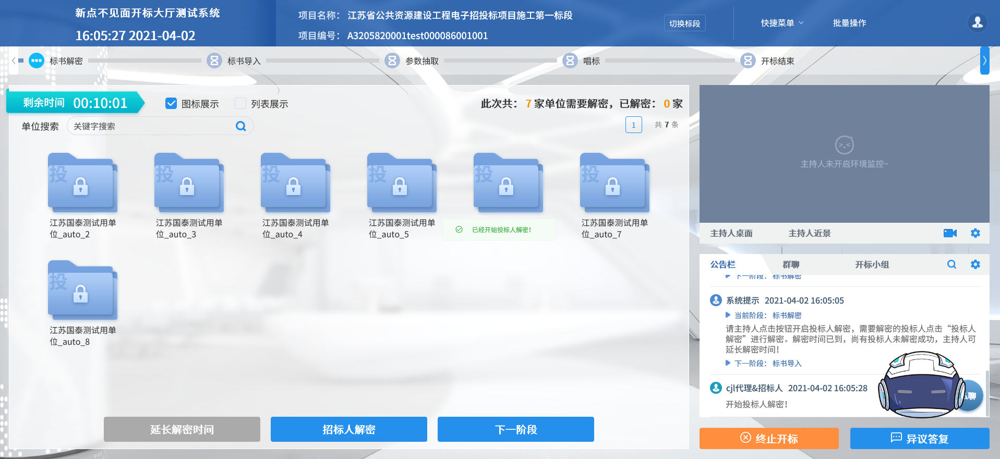 新点不见面开标大厅测试系统
16:05:27 2021-04-02
项目名称： 江苏省公共资源建设工程电子招投标项目施工第一标段
项目编号： A3205820001test000086001001
切换标段
快捷菜单
批量操作
标书解密
标书导入
参数抽取
唱标
开标结束
剩余时间 00:10:01
图标展示
列表展示
此次共： 7 家单位需要解密，已解密： 0 家
单位搜索
关键字搜索
1
共 7 条
投
投
投
投
投
投
江苏国泰测试用单
位_auto_2
江苏国泰测试用单
位_auto_3
江苏国泰测试用单
位_auto_4
江苏国泰测试用单
位_auto_5
已经开始投标人解密！
江苏国泰测试用单
位_auto_7
投
江苏国泰测试用单
位_auto_8
延长解密时间
招标人解密
下一阶段
主持人未开启环境监控~
主持人桌面
主持人近景
公告栏
群聊
开标小组
下一阶段： 标书解密
系统提示 2021-04-02 16:05:05
当前阶段： 标书解密
请主持人点击按钮开启投标人解密，需要解密的投标人点击“投标人
解密”进行解密。解密时间已到，尚有投标人未解密成功，主持人可
延长解密时间！
下一阶段： 标书导入
cjl代理&招标人 2021-04-02 16:05:28
开始投标人解密！
聊
终止开标
异议答复